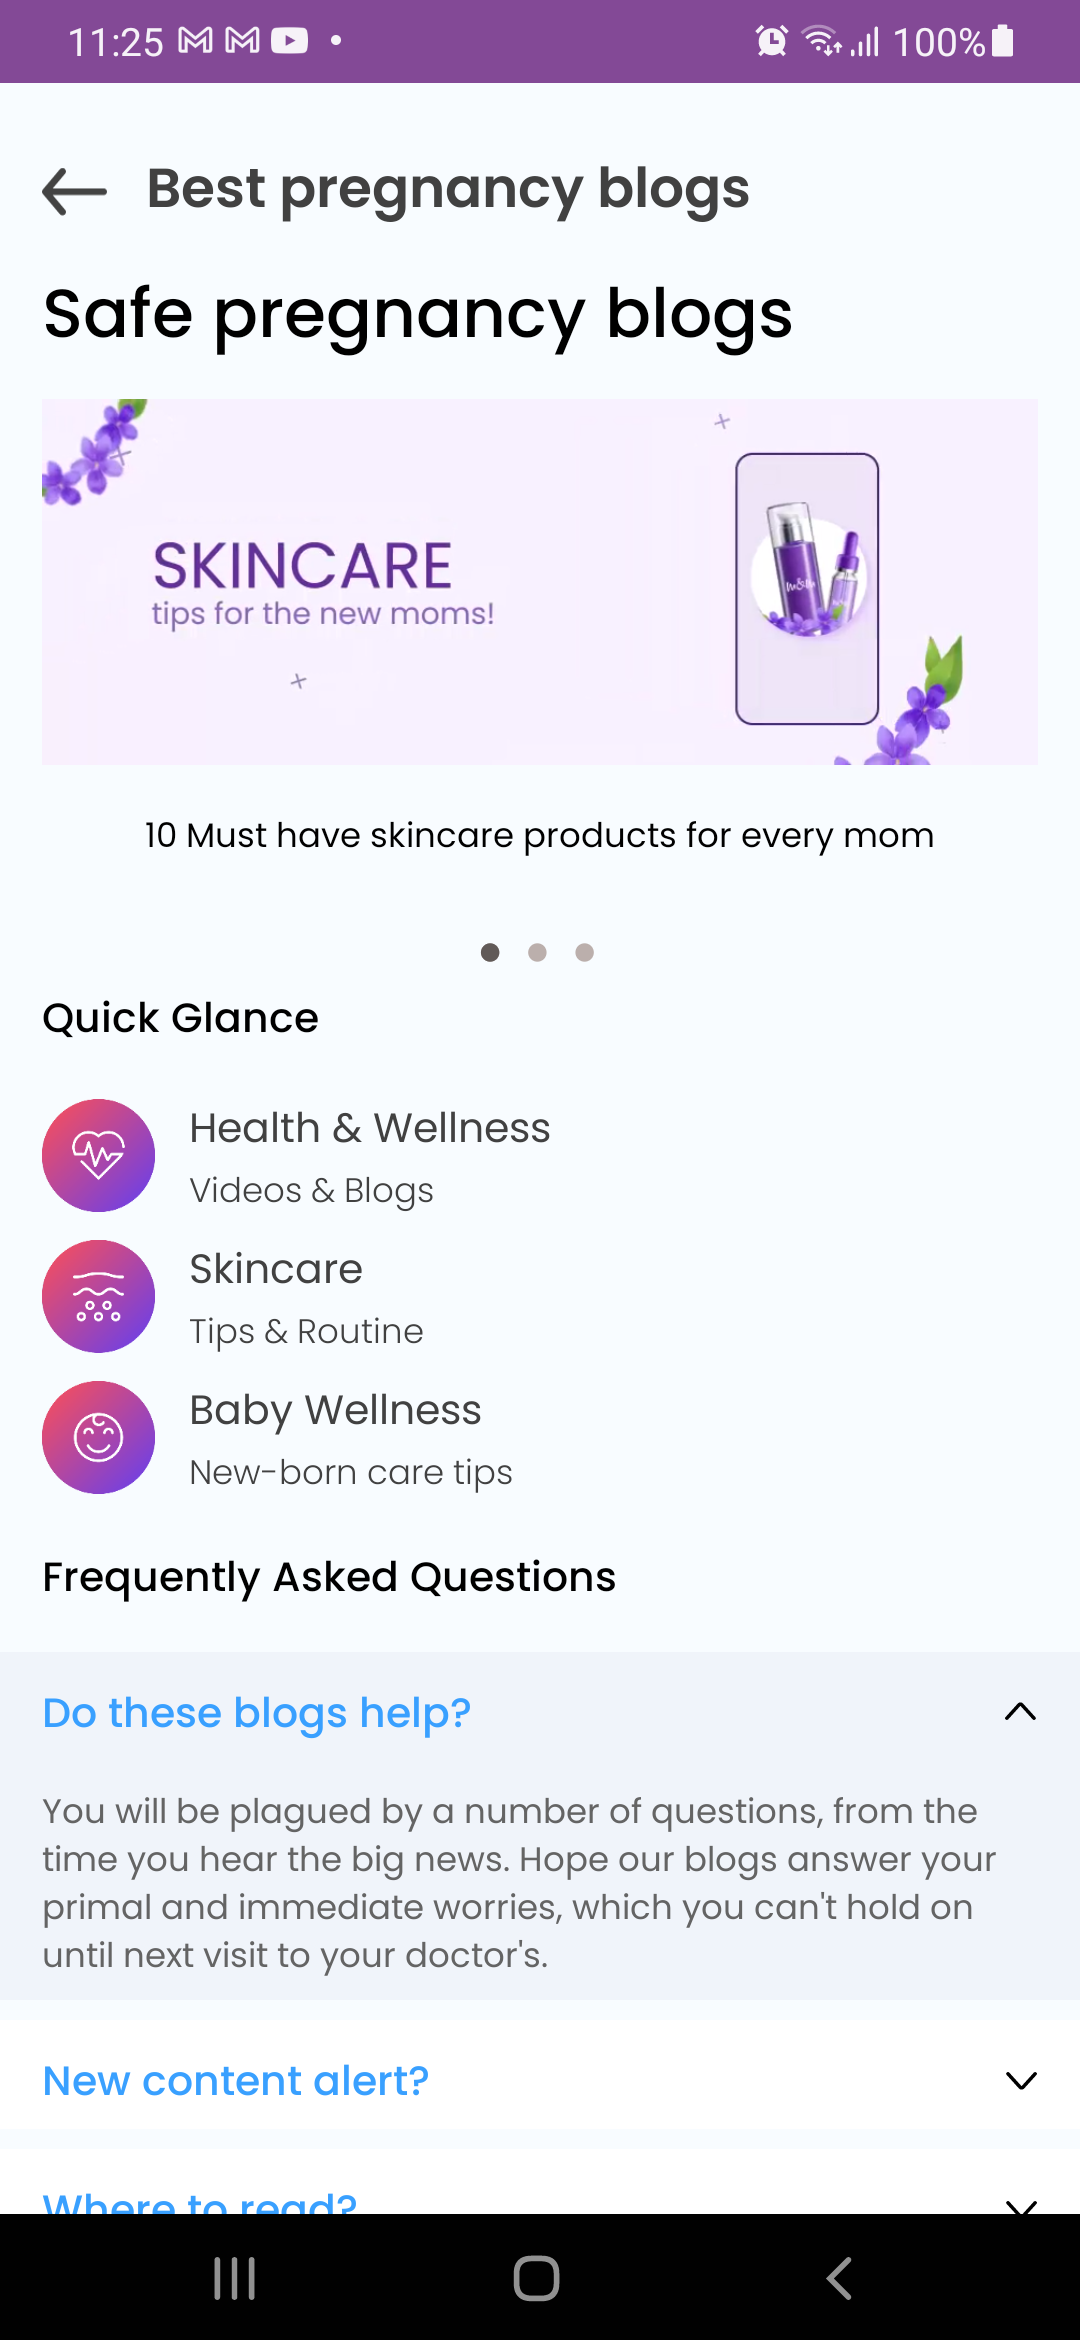 11:25
100%
Best pregnancy blogs
Safe pregnancy blogs
SKINCARE
tips for the new moms!
10 Must have skincare products for every mom
Quick Glance
Health & Wellness
Videos & Blogs
Skincare
Tips & Routine
Baby Wellness
New-born care tips
Frequently Asked Questions
Do these blogs help?
You will be plagued by a number of questions, from the
time you hear the big news. Hope our blogs answer your
primal and immediate worries, which you can't hold on
until next visit to your doctor's.
New content alert?
Where to read?